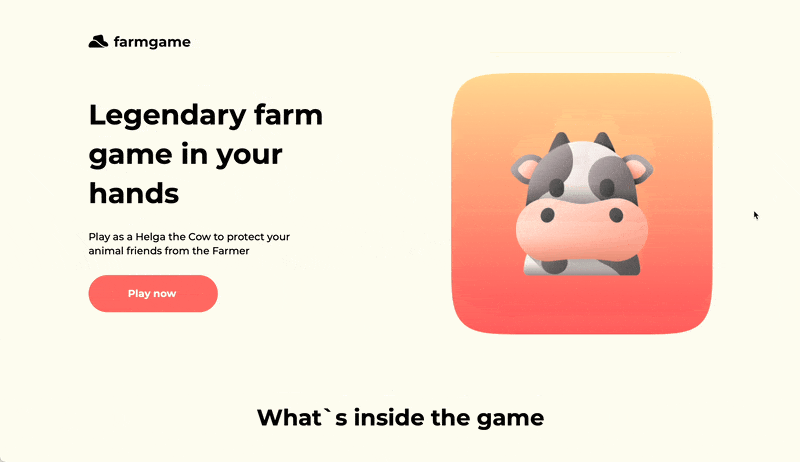 farmgame
Legendary farm
game in your
hands
Play as a Helga the Cow to protect your
animal friends from the Farmer
Play now
What`s inside the game